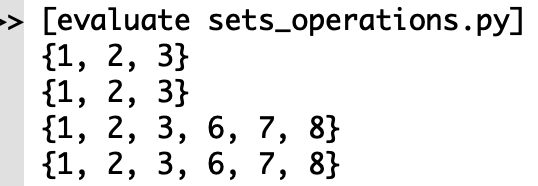 >> [evaluate sets_operations.py]
{1, 2, 3}
{1, 2, 3}
{1, 2, 3, 6, 7, 8}
{1, 2, 3, 6, 7, 8}